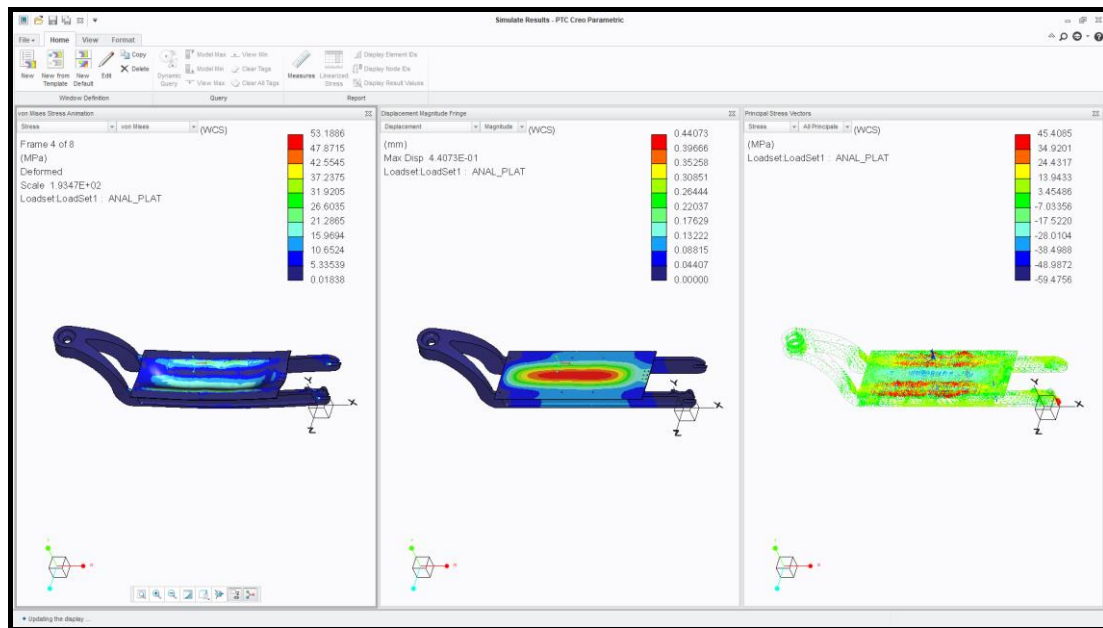 Simulate Results - PTC Creo Parametric
File Home View Format
New
New from Template
New Default
Edit
Copy
Delete
Window Definition
Dynamic Query
Model Max
View Min
Model Min
Clear Tags
View Max
Clear All Tags
Query
Measures
Linearized Stress
Display Element IDs
Display Node IDs
Display Result Values
Report
von Mises Stress Animation
Stress von Mises (WCS)
Frame 4 of 8
(MPa)
Deformed
Scale 1.9347E+02
Loadset:LoadSet1 : ANAL_PLAT
53.1886
47.8715
42.5545
37.2375
31.9205
26.6035
21.2865
15.9694
10.6524
5.33539
0.01838
Y
X
Z
Displacement Magnitude Fringe
Displacement Magnitude (WCS)
(mm)
Max Disp 4.4073E-01
Loadset:LoadSet1 : ANAL_PLAT
0.44073
0.39666
0.35258
0.30851
0.26444
0.22037
0.17629
0.13222
0.08815
0.04407
0.00000
Y
X
Z
Principal Stress Vectors
Stress All Principals (WCS)
(MPa)
Loadset:LoadSet1 : ANAL_PLAT
45.4085
34.9201
24.4317
13.9433
3.45486
-7.03356
-17.5220
-28.0104
-38.4988
-48.9872
-59.4756
Y
X
Z
Updating the display ...